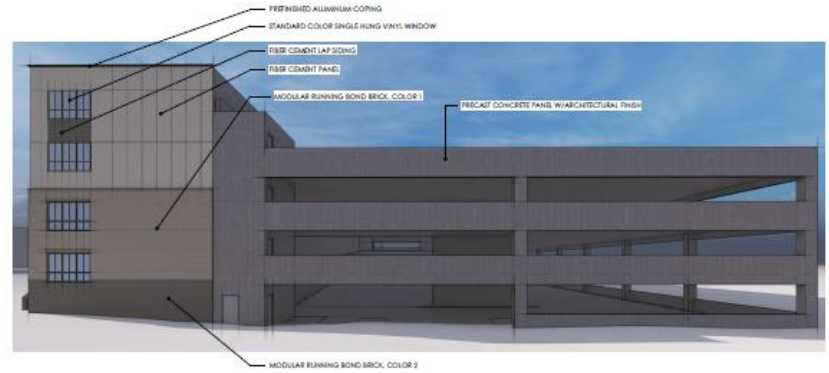 PREFINISHED ALUMINUM COPING
STANDARD COLOR SINGLE HUNG VINYL WINDOW
FIBER CEMENT LAP SIDING
FIBER CEMENT PANEL
MODULAR RUNNING BOND BRICK, COLOR 1
PRECAST CONCRETE PANEL W/ARCHITECTURAL FINISH
MODULAR RUNNING BOND BRICK, COLOR 2